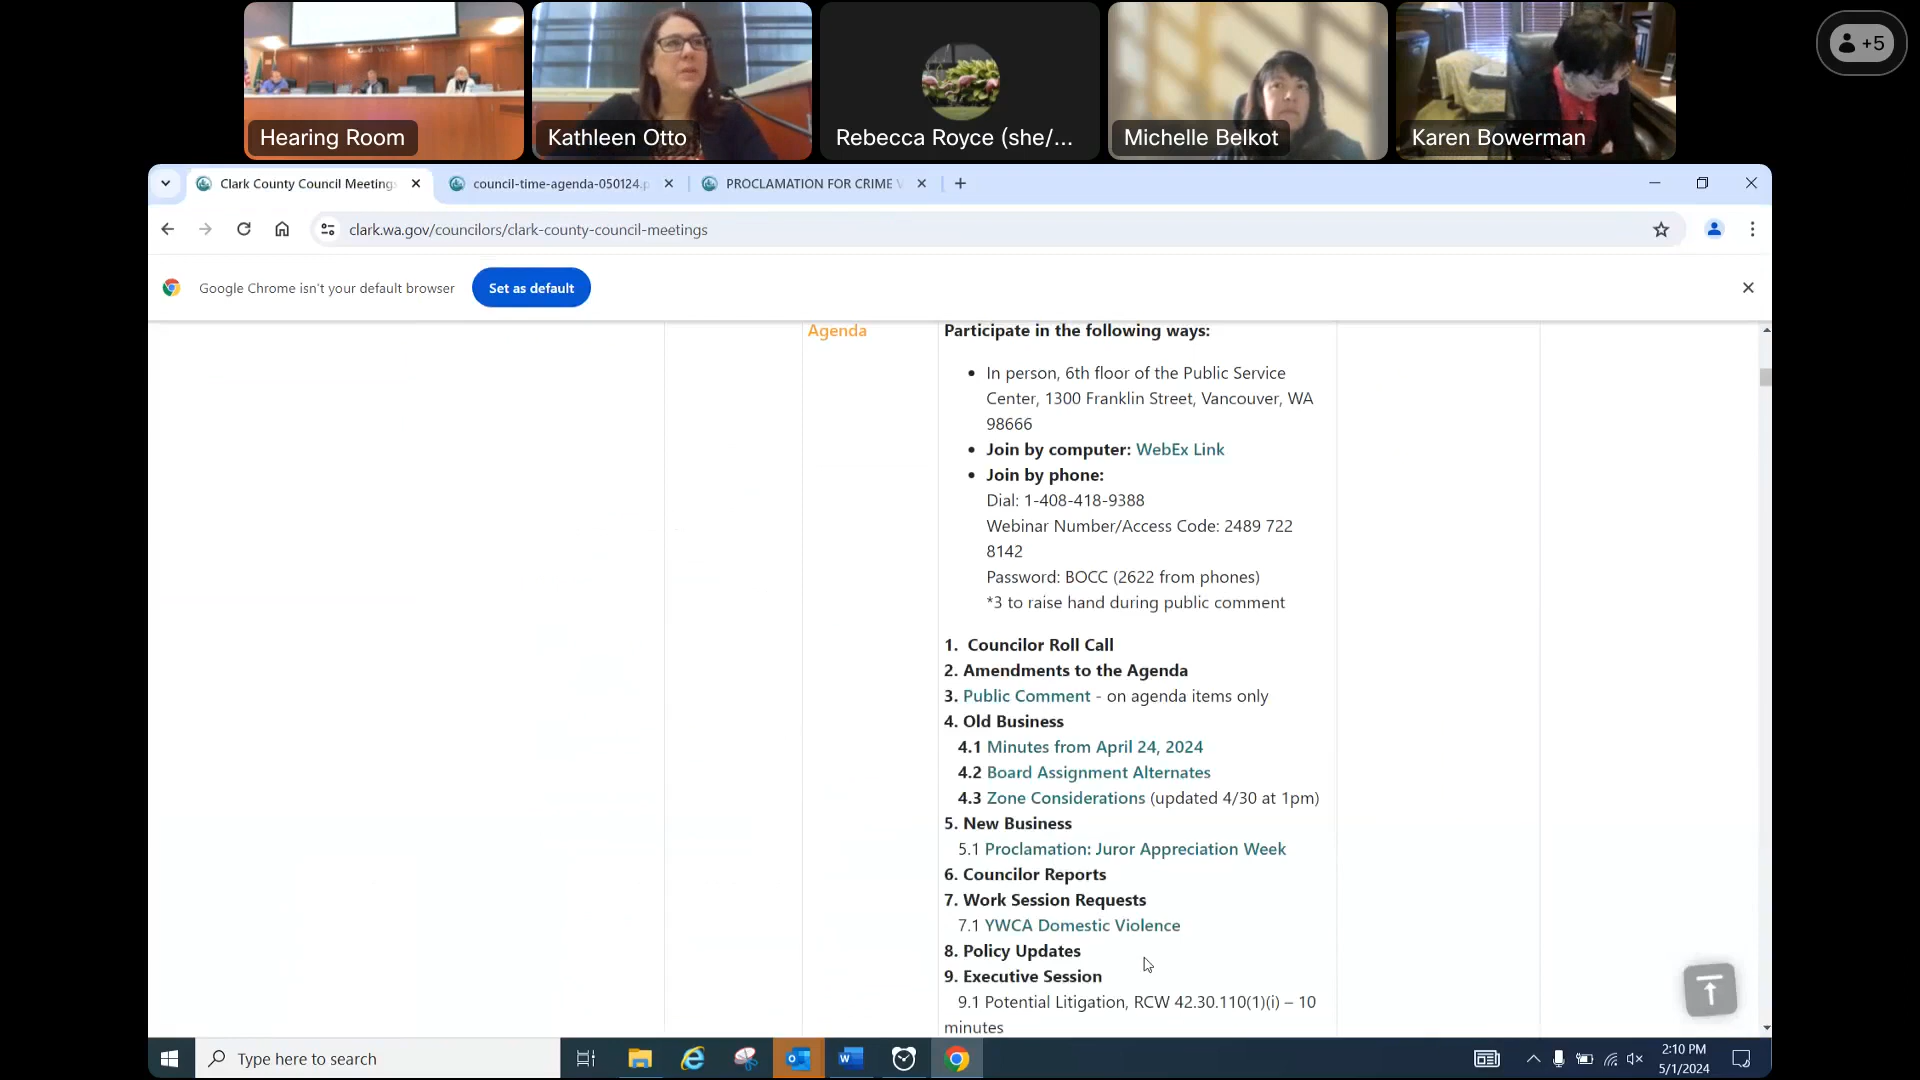 In God We Trust
Hearing Room
Kathleen Otto
Rebecca Royce (she/...
Michelle Belkot
Karen Bowerman
+5
Clark County Council Meetings
council-time-agenda-050124.p
PROCLAMATION FOR CRIME V
clark.wa.gov/councilors/clark-county-council-meetings
Google Chrome isn't your default browser
Set as default
Agenda
Participate in the following ways:
• In person, 6th floor of the Public Service
Center, 1300 Franklin Street, Vancouver, WA
98666
• Join by computer: WebEx Link
• Join by phone:
Dial: 1-408-418-9388
Webinar Number/Access Code: 2489 722
8142
Password: BOCC (2622 from phones)
*3 to raise hand during public comment
1. Councilor Roll Call
2. Amendments to the Agenda
3. Public Comment - on agenda items only
4. Old Business
4.1 Minutes from April 24, 2024
4.2 Board Assignment Alternates
4.3 Zone Considerations (updated 4/30 at 1pm)
5. New Business
5.1 Proclamation: Juror Appreciation Week
6. Councilor Reports
7. Work Session Requests
7.1 YWCA Domestic Violence
8. Policy Updates
9. Executive Session
9.1 Potential Litigation, RCW 42.30.110(1)(i) – 10
minutes
Type here to search
2:10 PM
5/1/2024